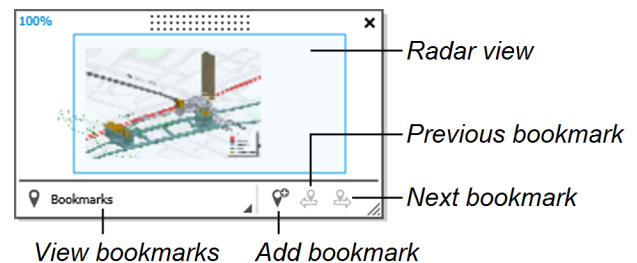 100%
Radar view
Previous bookmark
Bookmarks
Next bookmark
View bookmarks
Add bookmark